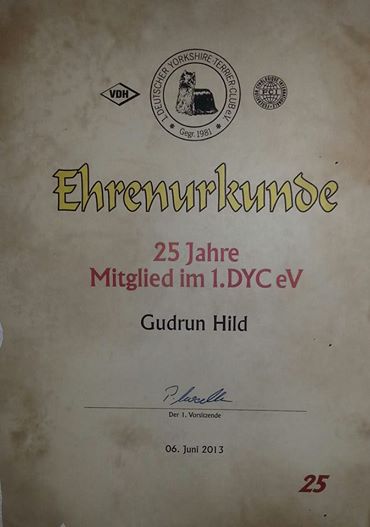 VDH
1. DEUTSCHER YORKSHIRE-TERRIER-CLUB e.V.
Gegr. 1981
FCI
Ehrenurkunde
25 Jahre
Mitglied im 1.DYC eV
Gudrun Hild
Der 1. Vorsitzende
06. Juni 2013
25